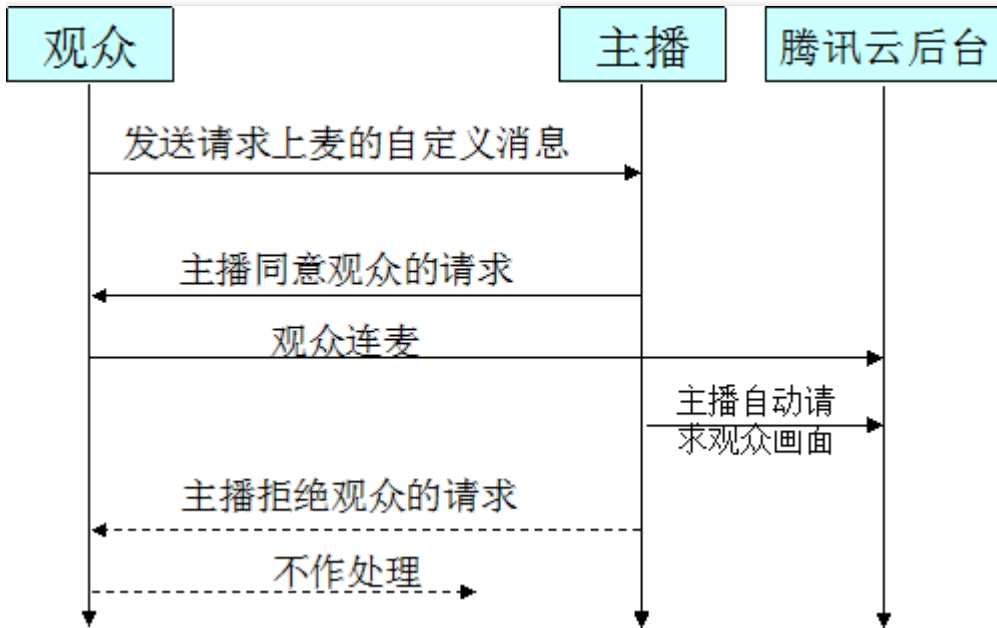 观众
主播
腾讯云后台
发送请求上麦的自定义消息
主播同意观众的请求
观众连麦
主播自动请
求观众画面
主播拒绝观众的请求
不作处理